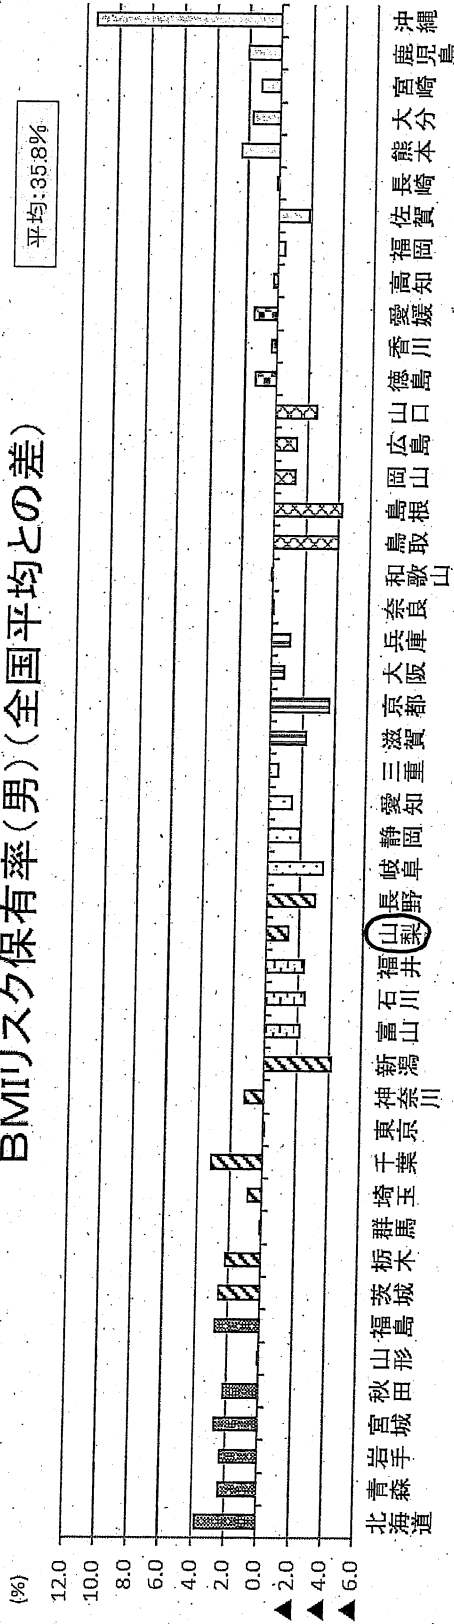 BMIリスク保有率(男)(全国平均との差)
平均:35.8%
(%)
12.0
10.0
8.0
6.0
4.0
2.0
0.0
▲ 2.0
▲ 4.0
▲ 6.0
北海道
青森
岩手
宮城
秋田
山形
福島
茨城
栃木
群馬
埼玉
千葉
東京
神奈川
新潟
富山
石川
福井
山梨
長野
岐阜
静岡
愛知
三重
滋賀
京都
大阪
兵庫
奈良
和歌山
鳥取
島根
岡山
広島
山口
徳島
香川
愛媛
高知
福岡
佐賀
長崎
熊本
大分
宮崎
鹿児島
沖縄